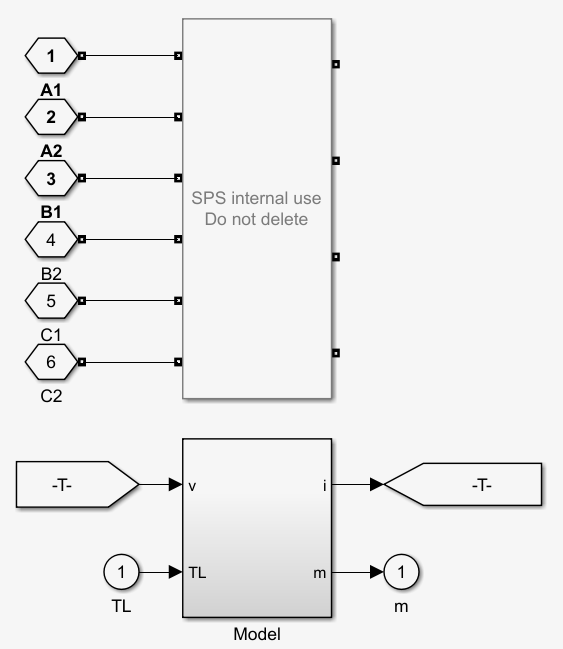 1
A1
2
A2
3
SPS internal use
Do not delete
B1
4
B2
5
C1
6
C2
-T-
v
i
-T-
1
TL
TL
m
1
m
Model